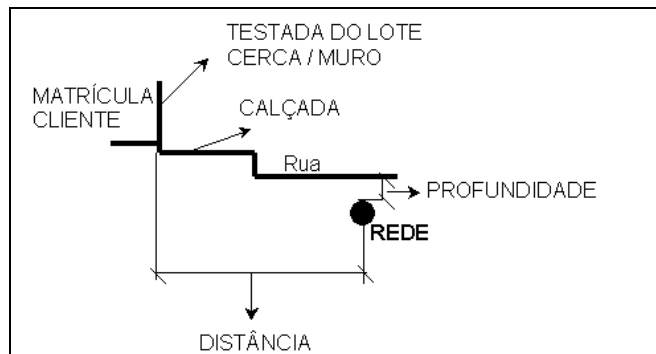 TESTADA DO LOTE
CERCA / MURO
MATRÍCULA
CLIENTE
CALÇADA
Rua
PROFUNDIDADE
REDE
DISTÂNCIA